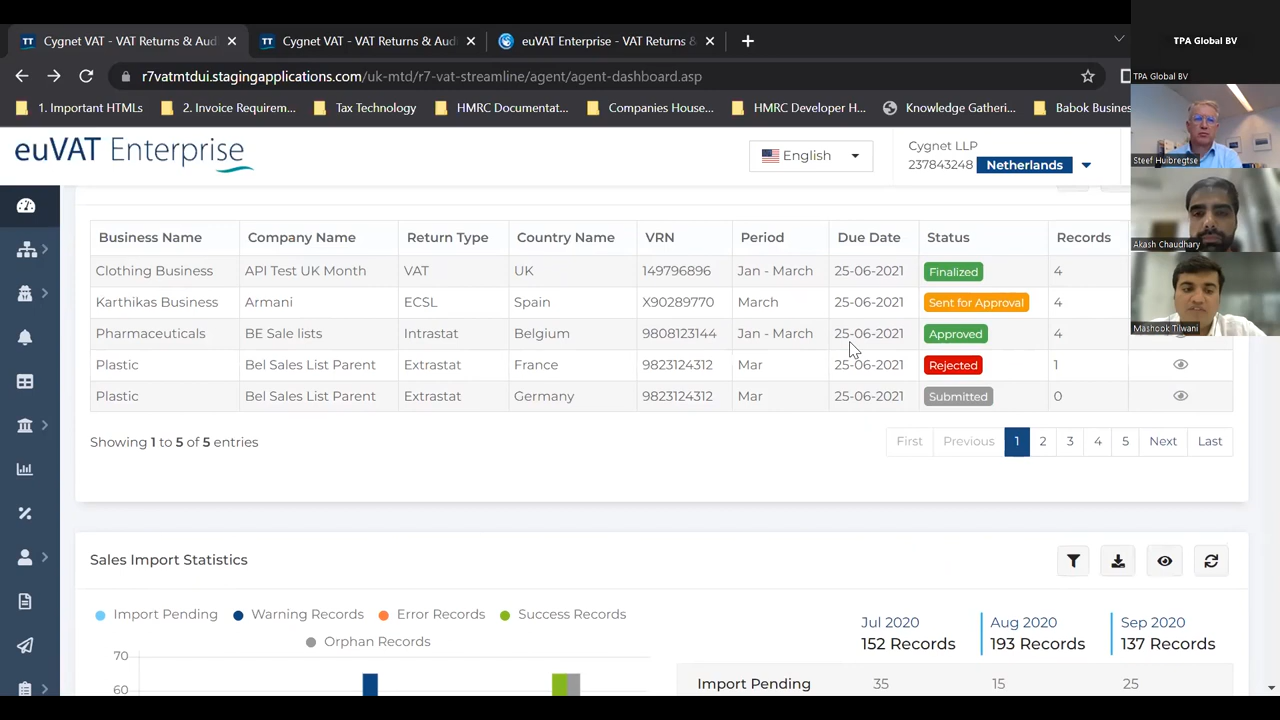 Cygnet VAT - VAT Returns & Aud
Cygnet VAT - VAT Returns & Aud
euVAT Enterprise - VAT Returns &
TPA Global BV
r7vatmtdui.stagingapplications.com/uk-mtd/r7-vat-streamline/agent/agent-dashboard.asp
TPA Global BV
1. Important HTMLs
2. Invoice Requirem...
Tax Technology
HMRC Documentat...
Companies House...
HMRC Developer H...
Knowledge Gatheri...
Babok Busines
euVAT Enterprise
English
Cygnet LLP
237843248 Netherlands
Steef Huibregtse
Akash Chaudhary
Mashook Tilwani
Business Name Company Name Return Type Country Name VRN Period Due Date Status Records
Clothing Business API Test UK Month VAT UK 149796896 Jan - March 25-06-2021 Finalized 4
Karthikas Business Armani ECSL Spain X90289770 March 25-06-2021 Sent for Approval 4
Pharmaceuticals BE Sale lists Intrastat Belgium 9808123144 Jan - March 25-06-2021 Approved 4
Plastic Bel Sales List Parent Extrastat France 9823124312 Mar 25-06-2021 Rejected 1
Plastic Bel Sales List Parent Extrastat Germany 9823124312 Mar 25-06-2021 Submitted 0
Showing 1 to 5 of 5 entries
First Previous 1 2 3 4 5 Next Last
Sales Import Statistics
Import Pending Warning Records Error Records Success Records
Orphan Records
Jul 2020 Aug 2020 Sep 2020
152 Records 193 Records 137 Records
70
60
Import Pending 35 15 25